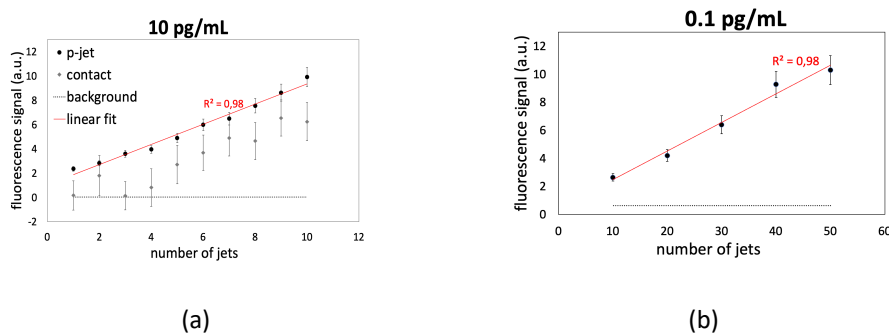 10 pg/mL
12
10
8
6
4
2
0
-2
0 2 4 6 8 10 12
fluorescence signal (a.u.)
number of jets
p-jet
contact
background
linear fit
R² = 0,98
(a)
0.1 pg/mL
12
10
8
6
4
2
0
0 10 20 30 40 50 60
fluorescence signal (a.u.)
number of jets
R² = 0,98
(b)